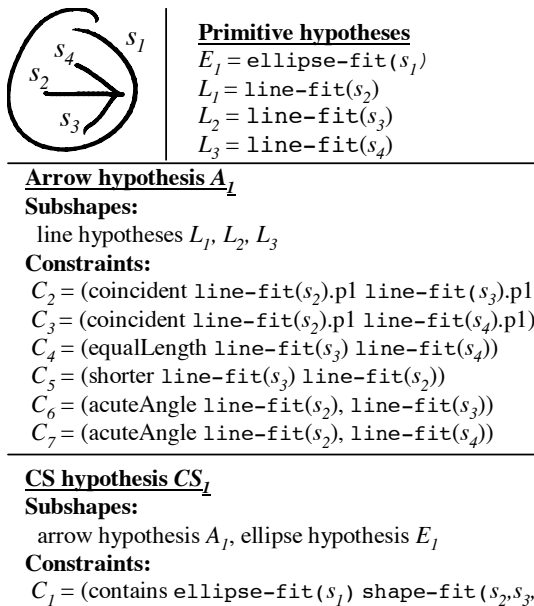 s1
s4
s2
s3
Primitive hypotheses
E1 = ellipse-fit(s1)
L1 = line-fit(s2)
L2 = line-fit(s3)
L3 = line-fit(s4)
Arrow hypothesis A1
Subshapes:
line hypotheses L1, L2, L3
Constraints:
C2 = (coincident line-fit(s2).p1 line-fit(s3).p1
C3 = (coincident line-fit(s2).p1 line-fit(s4).p1)
C4 = (equalLength line-fit(s3) line-fit(s4))
C5 = (shorter line-fit(s3) line-fit(s2))
C6 = (acuteAngle line-fit(s2), line-fit(s3))
C7 = (acuteAngle line-fit(s2), line-fit(s4))
CS hypothesis CS1
Subshapes:
arrow hypothesis A1, ellipse hypothesis E1
Constraints:
C1 = (contains ellipse-fit(s1) shape-fit(s2,s3,